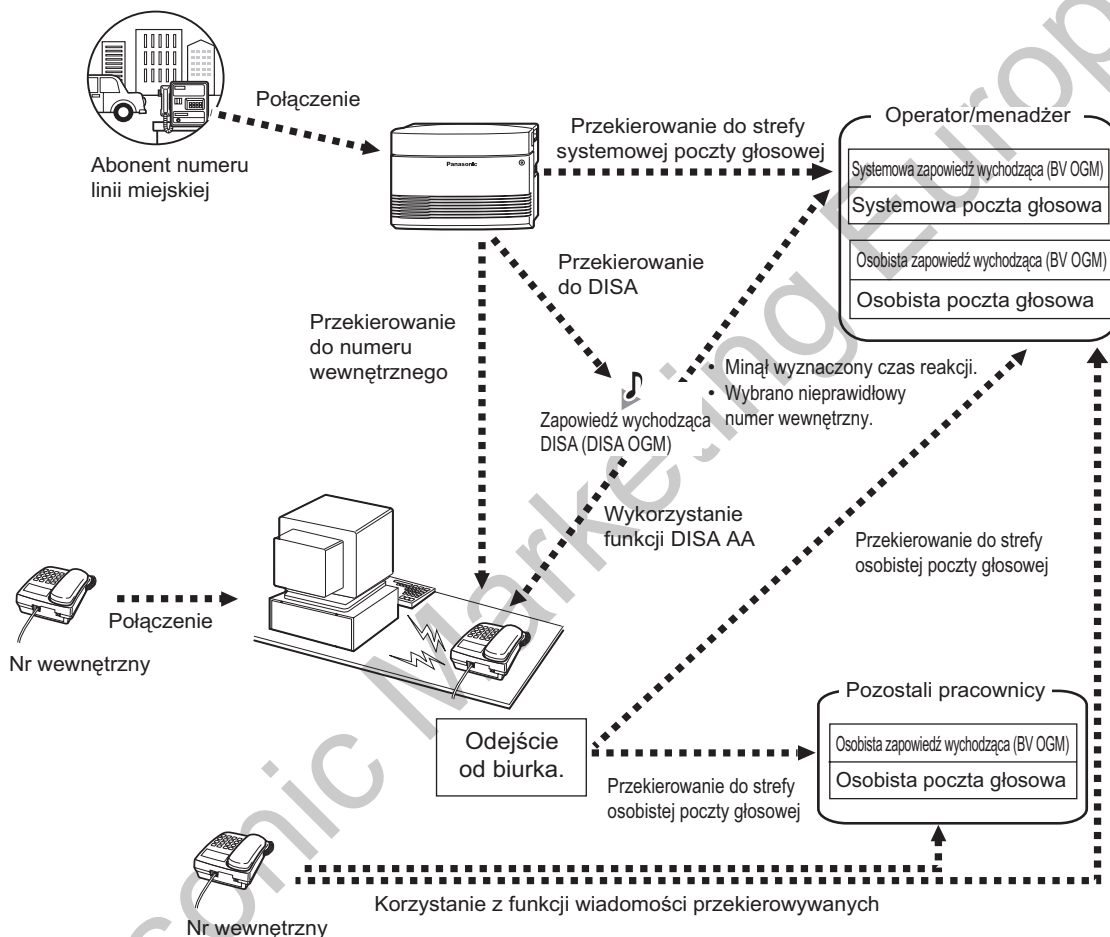 Połączenie
Abonent numeru
linii miejskiej
Panasonic
Przekierowanie do strefy
systemowej poczty głosowej
Operator/menadżer
Systemowa zapowiedź wychodząca (BV OGM)
Systemowa poczta głosowa
Osobista zapowiedź wychodząca (BV OGM)
Osobista poczta głosowa
Przekierowanie
do DISA
Przekierowanie
do numeru
wewnętrznego
• Minął wyznaczony czas reakcji.
• Wybrano nieprawidłowy
numer wewnętrzny.
Zapowiedź wychodząca
DISA (DISA OGM)
Wykorzystanie
funkcji DISA AA
Przekierowanie do strefy
osobistej poczty głosowej
Połączenie
Nr wewnętrzny
Odejście
od biurka.
Przekierowanie do strefy
osobistej poczty głosowej
Pozostali pracownicy
Osobista zapowiedź wychodząca (BV OGM)
Osobista poczta głosowa
Korzystanie z funkcji wiadomości przekierowywanych
Nr wewnętrzny
sonic Marketing Europ